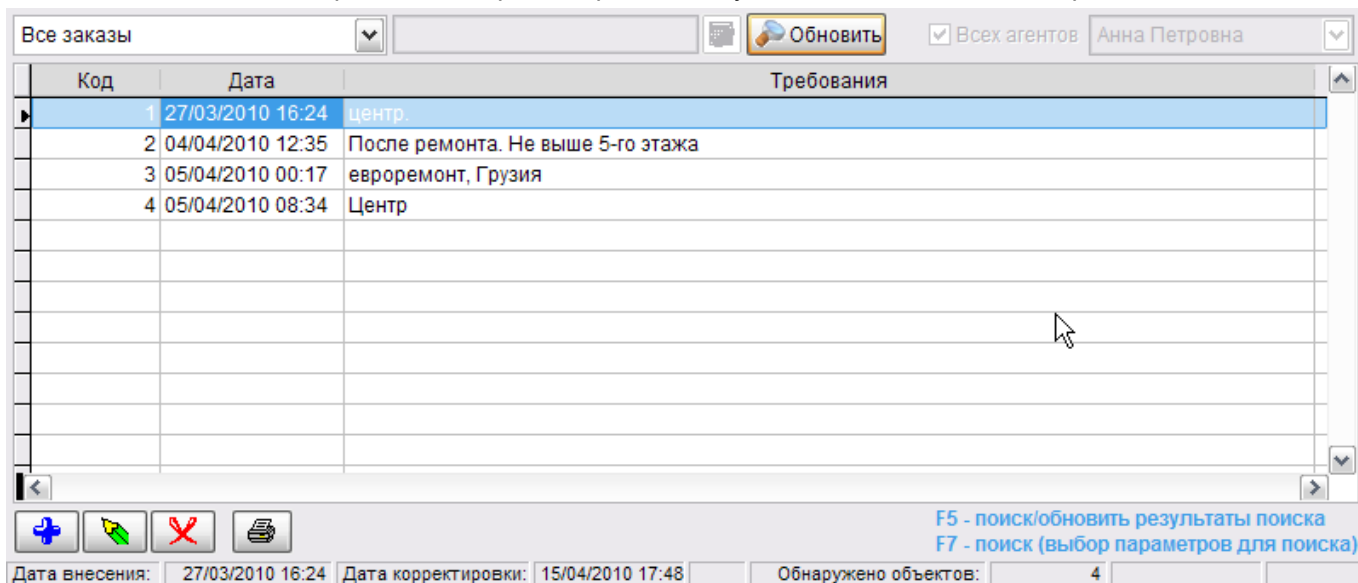 Все заказы Обновить Всех агентов Анна Петровна
Код Дата Требования
1 27/03/2010 16:24 центр.
2 04/04/2010 12:35 После ремонта. Не выше 5-го этажа
3 05/04/2010 00:17 евроремонт, Грузия
4 05/04/2010 08:34 Центр
F5 - поиск/обновить результаты поиска
F7 - поиск (выбор параметров для поиска)
Дата внесения: 27/03/2010 16:24 Дата корректировки: 15/04/2010 17:48 Обнаружено объектов: 4